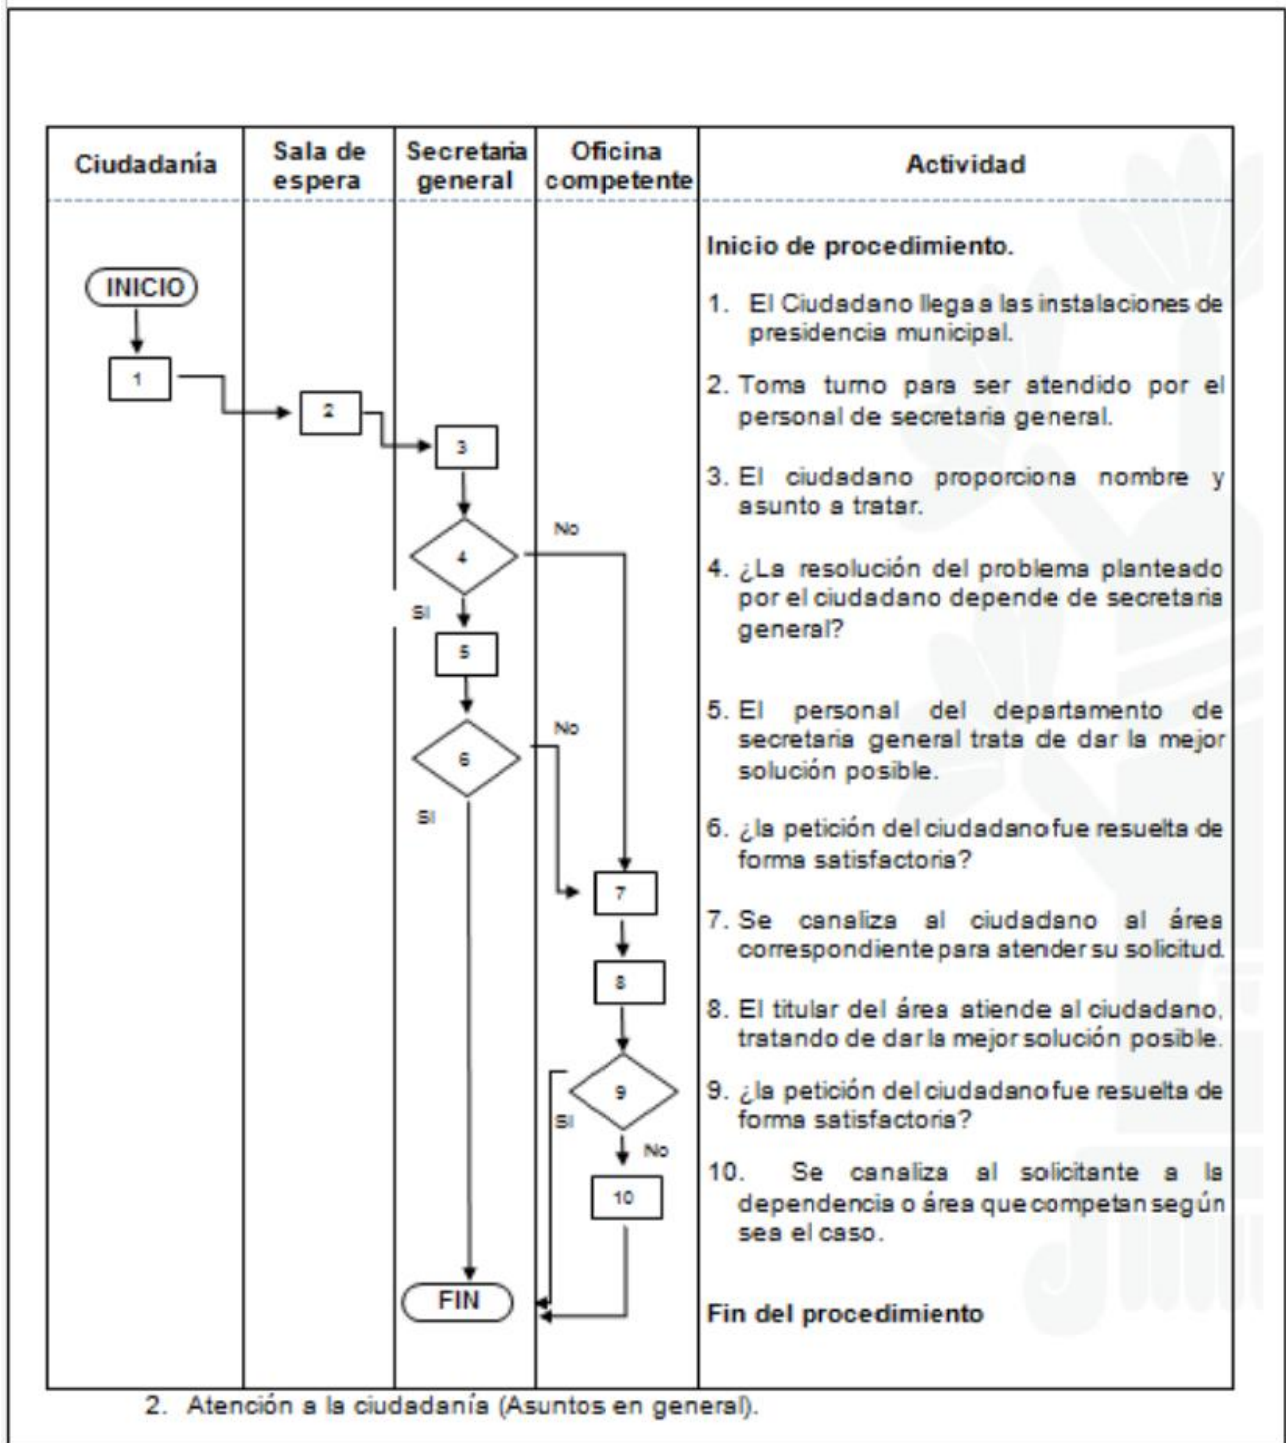 Ciudadanía
Sala de
espera
Secretaria
general
Oficina
competente
Actividad
INICIO
1
2
3
4
No
SI
5
6
No
SI
7
8
9
SI
No
10
FIN
Inicio de procedimiento.
1. El Ciudadano llega a las instalaciones de
presidencia municipal.
2. Toma turno para ser atendido por el
personal de secretaria general.
3. El ciudadano proporciona nombre y
asunto a tratar.
4. ¿La resolución del problema planteado
por el ciudadano depende de secretaria
general?
5. El personal del departamento de
secretaria general trata de dar la mejor
solución posible.
6. ¿la petición del ciudadano fue resuelta de
forma satisfactoria?
7. Se canaliza al ciudadano al área
correspondiente para atender su solicitud.
8. El titular del área atiende al ciudadano,
tratando de dar la mejor solución posible.
9. ¿la petición del ciudadano fue resuelta de
forma satisfactoria?
10. Se canaliza al solicitante a la
dependencia o área que competan según
sea el caso.
Fin del procedimiento
2. Atención a la ciudadanía (Asuntos en general).